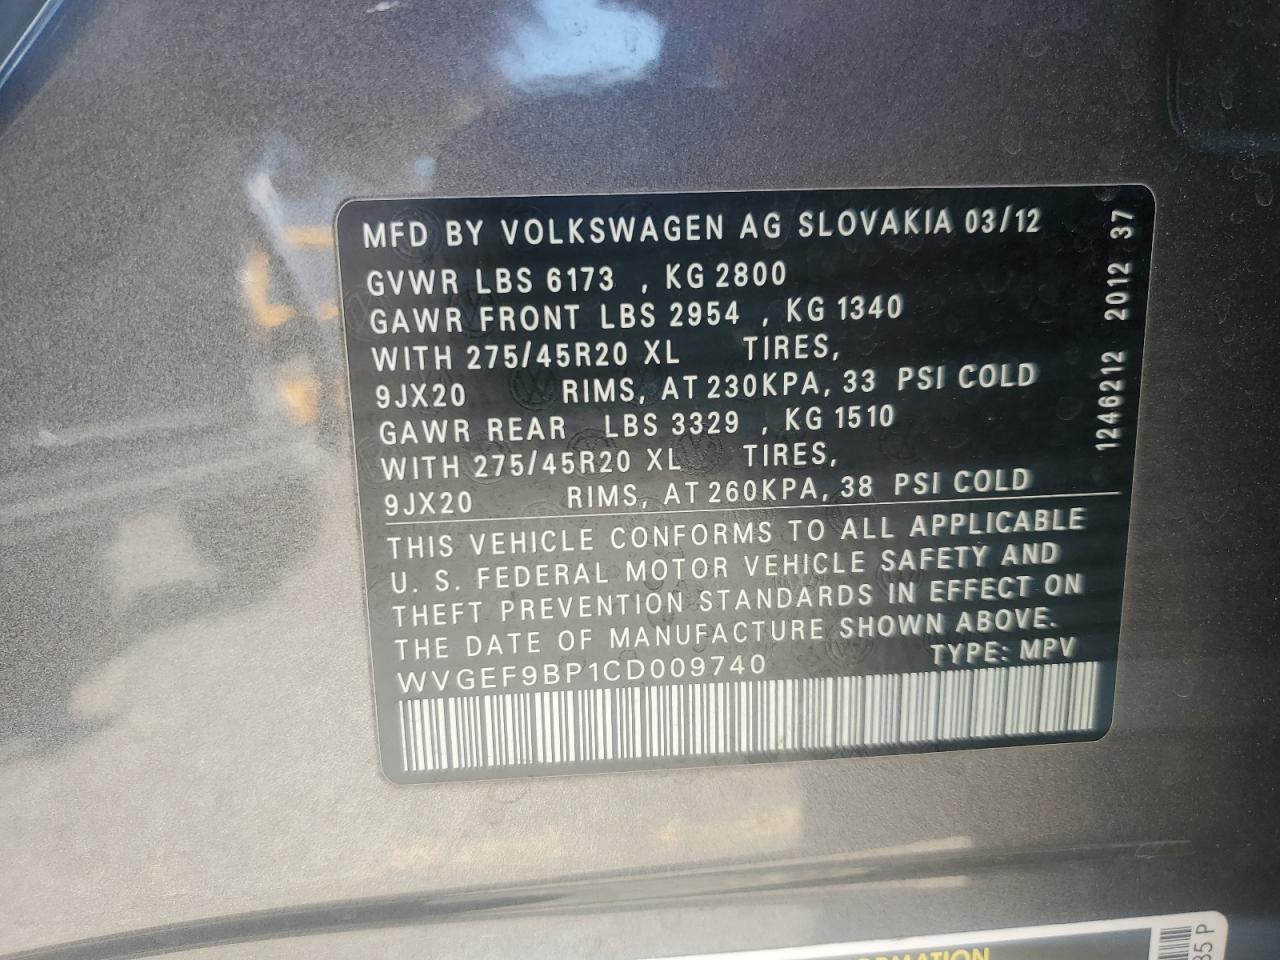 MFD BY VOLKSWAGEN AG SLOVAKIA 03/12
GVWR LBS 6173 , KG 2800
GAWR FRONT LBS 2954 , KG 1340
WITH 275/45R20 XL TIRES,
9JX20 RIMS, AT 230KPA, 33 PSI COLD
GAWR REAR LBS 3329 , KG 1510
WITH 275/45R20 XL TIRES,
9JX20 RIMS, AT 260KPA, 38 PSI COLD
THIS VEHICLE CONFORMS TO ALL APPLICABLE
U. S. FEDERAL MOTOR VEHICLE SAFETY AND
THEFT PREVENTION STANDARDS IN EFFECT ON
THE DATE OF MANUFACTURE SHOWN ABOVE.
WVGEF9BP1CD009740 TYPE: MPV
1246212 2012 37